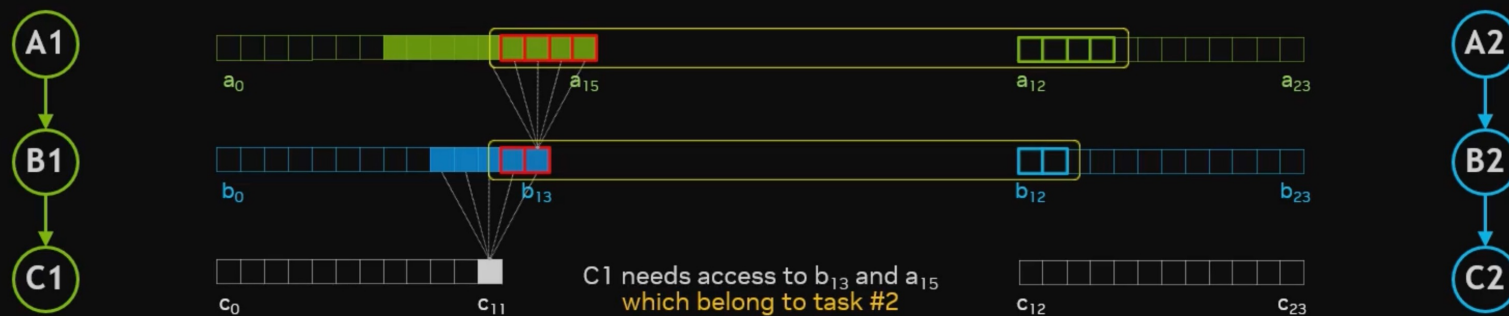 A1
a₀
a₁₅
a₁₂
a₂₃
A2
B1
b₀
b₁₃
b₁₂
b₂₃
B2
C1
c₀
c₁₁
C1 needs access to b₁₃ and a₁₅
which belong to task #2
c₁₂
c₂₃
C2